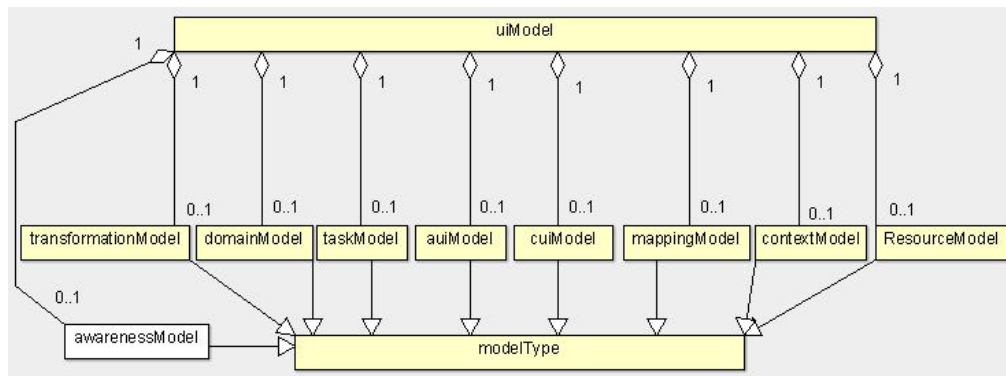 uiModel
1
1 1 1 1 1 1 1 1
0..1 0..1 0..1 0..1 0..1 0..1 0..1 0..1
transformationModel domainModel taskModel auiModel cuiModel mappingModel contextModel ResourceModel
0..1
awarenessModel
modelType